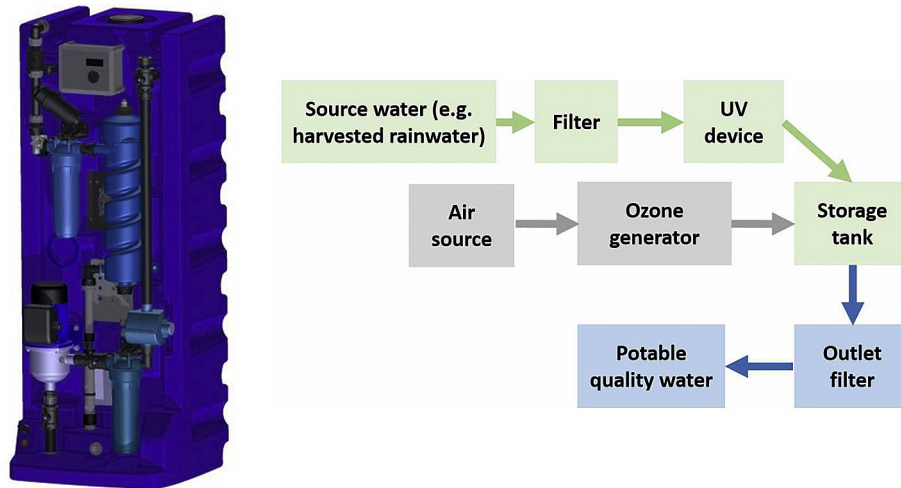 Source water (e.g.
harvested rainwater)
Filter
UV
device
Air
source
Ozone
generator
Storage
tank
Potable
quality water
Outlet
filter